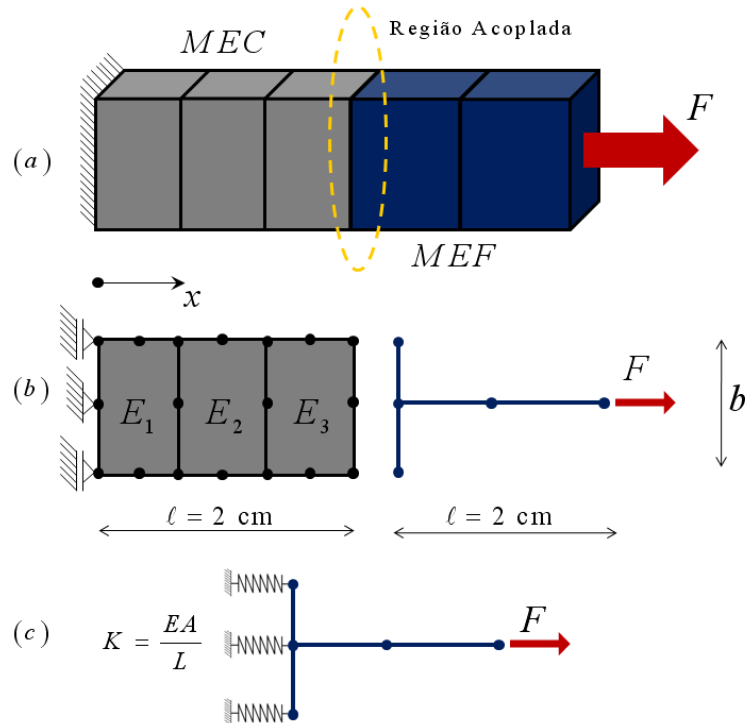 MEC
Região Acoplada
F
(a)
MEF
x
(b)
E₁ E₂ E₃
F
b
ℓ = 2 cm
ℓ = 2 cm
(c)
K = EA/L
F